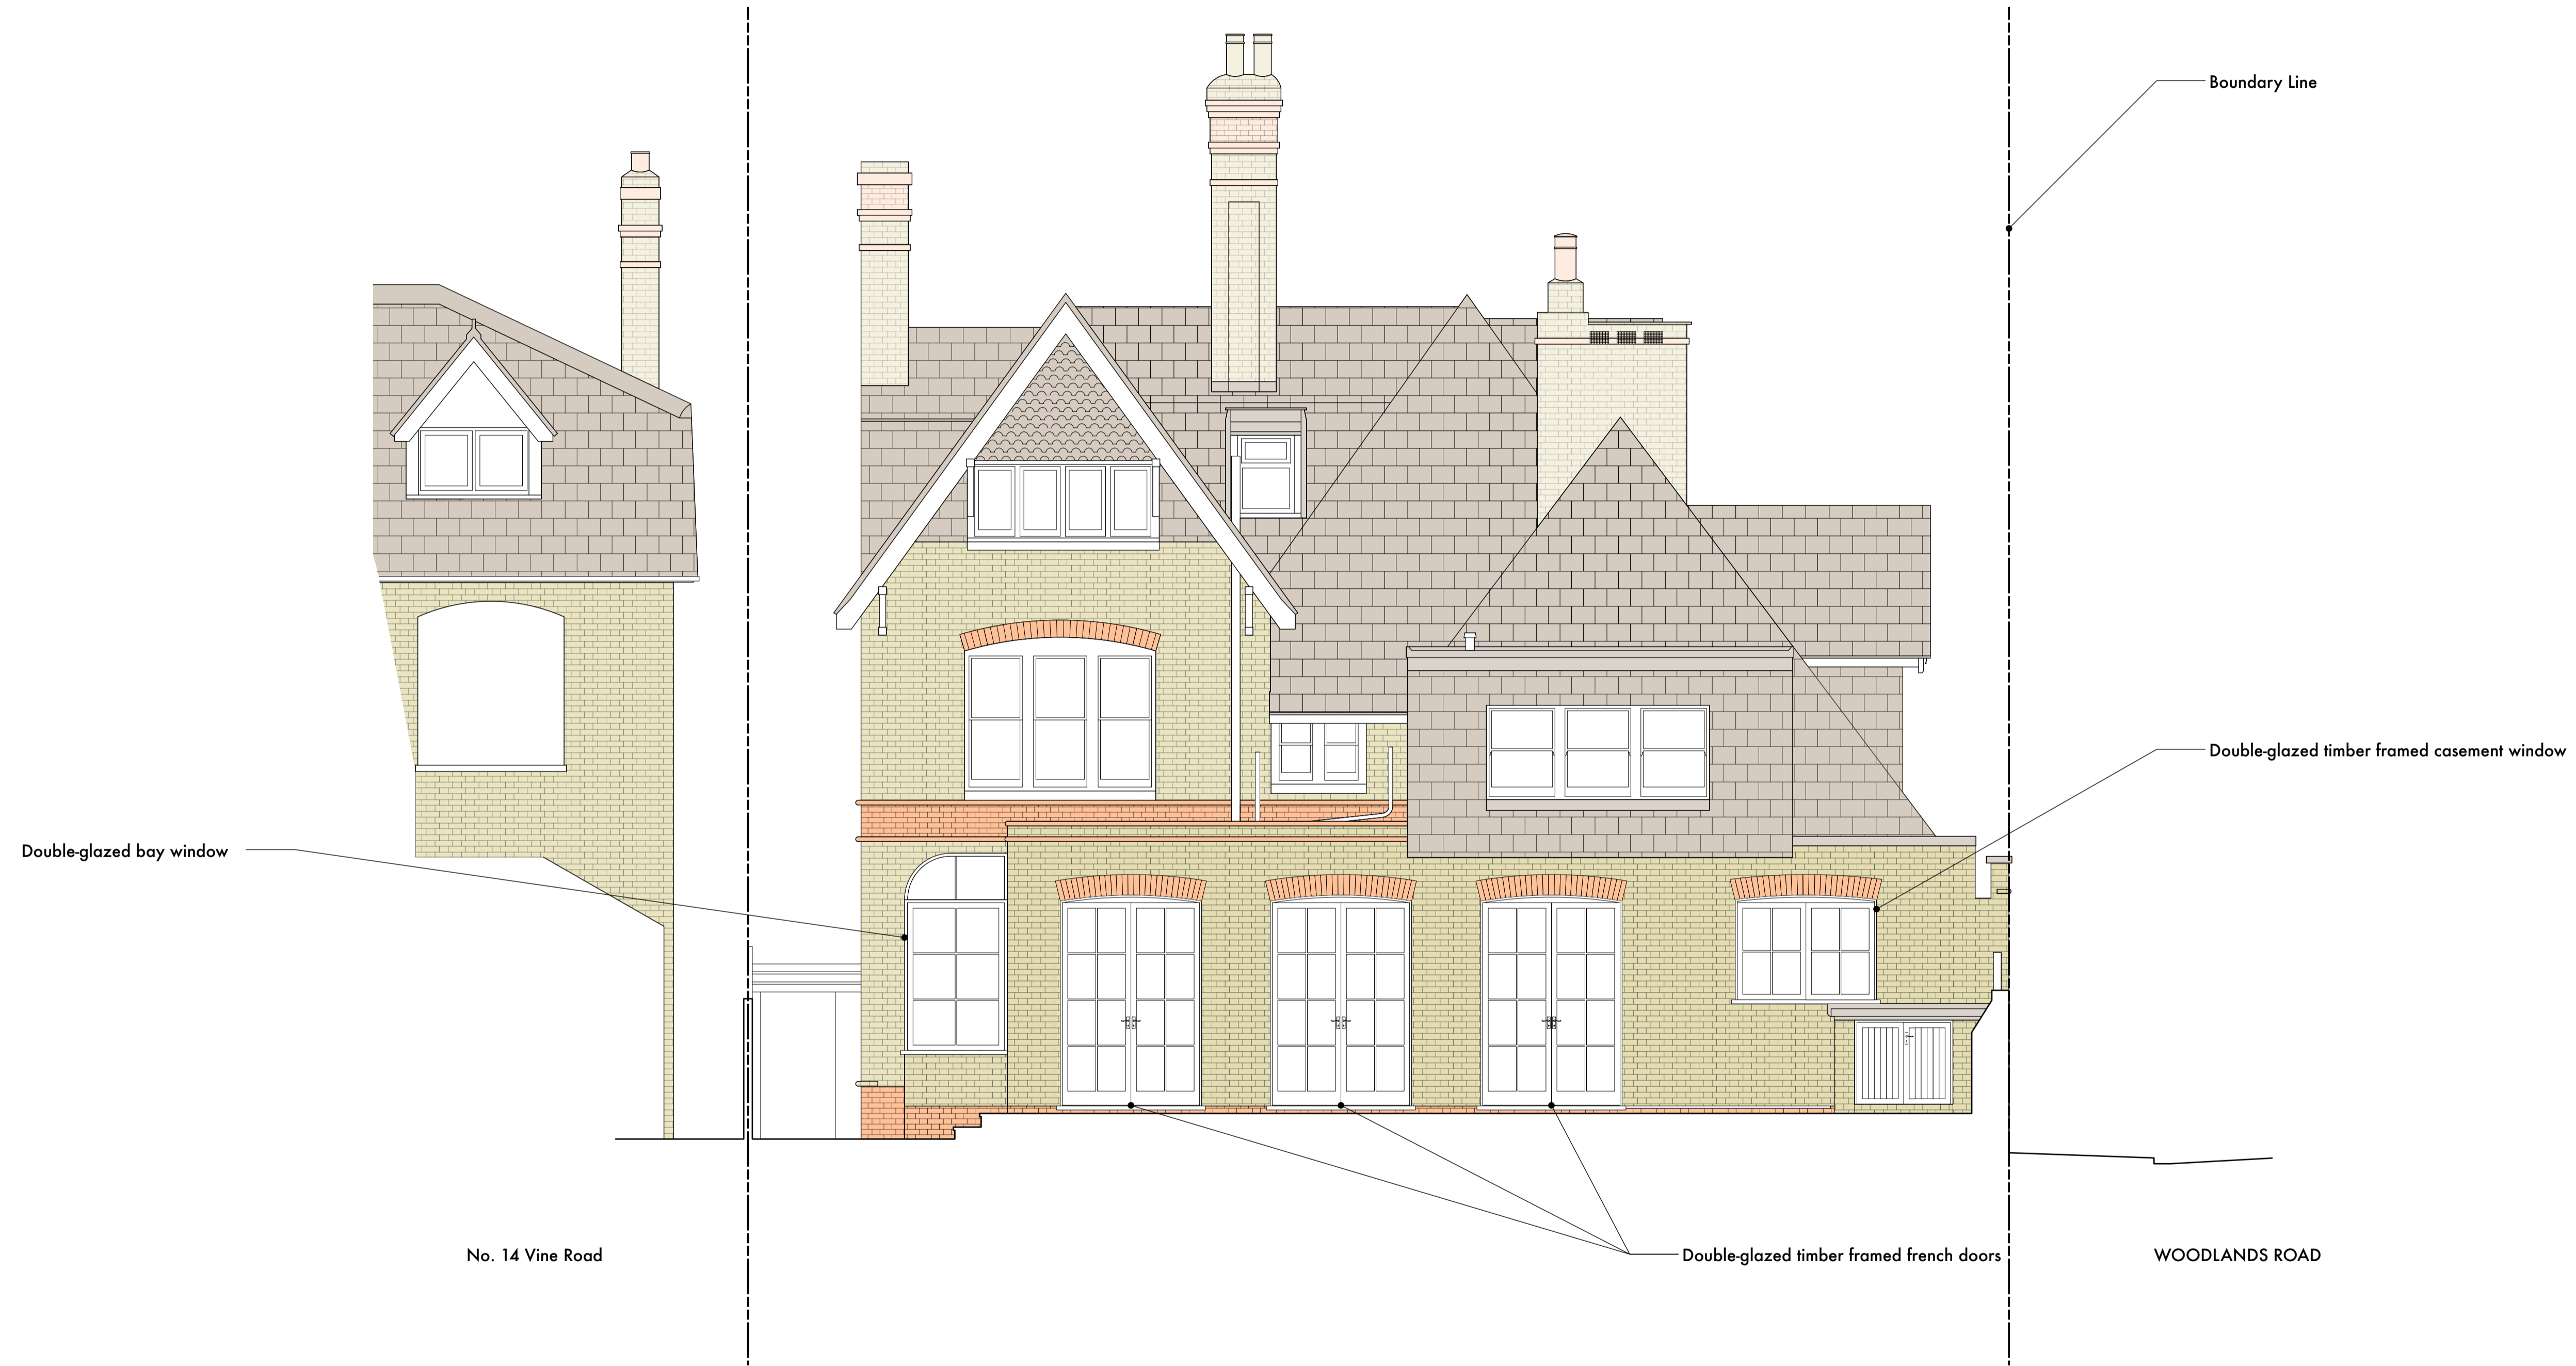 Boundary Line
Double-glazed timber framed casement window
Double-glazed bay window
Double-glazed timber framed french doors
No. 14 Vine Road
WOODLANDS ROAD